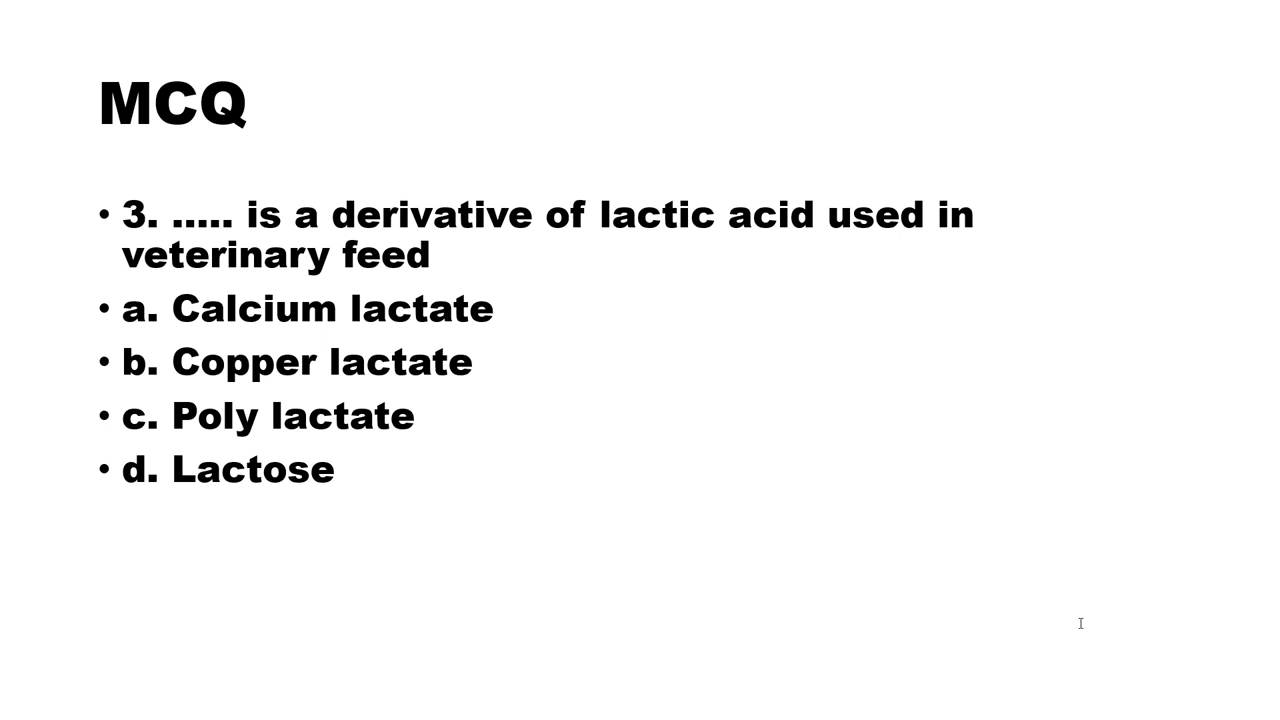 MCQ
• 3. ..... is a derivative of lactic acid used in
veterinary feed
• a. Calcium lactate
• b. Copper lactate
• c. Poly lactate
• d. Lactose